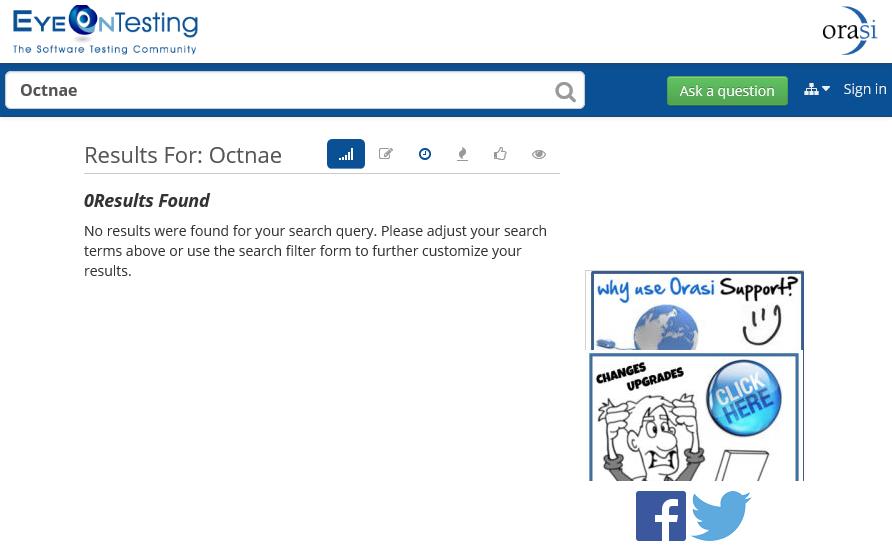 EYEONTESTING
The Software Testing Community
orasi
Octnae
Ask a question
Sign in
Results For: Octnae
0Results Found
No results were found for your search query. Please adjust your search
terms above or use the search filter form to further customize your
results.
why use Orasi Support?
CHANGES
UPGRADES
CLICK
HERE